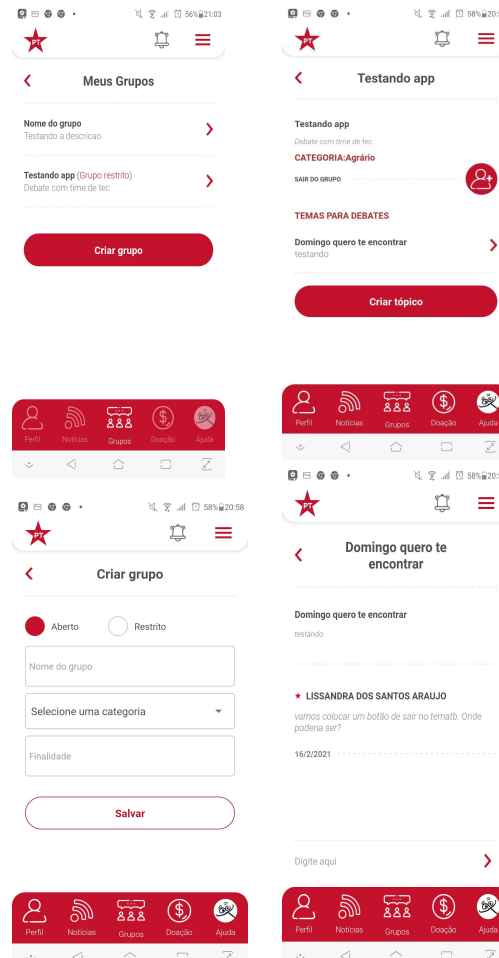 56% 21:03
PT
Meus Grupos
Nome do grupo
Testando a descricao
Testando app (Grupo restrito)
Debate com time de tec
Criar grupo
Perfil
Notícias
Grupos
Doação
Ajuda
58%
PT
Testando app
Testando app
Debate com time de tec
CATEGORIA:Agrário
SAIR DO GRUPO
TEMAS PARA DEBATES
Domingo quero te encontrar
testando
Criar tópico
Perfil
Notícias
Grupos
Doação
Ajuda
58% 20:58
PT
Criar grupo
Aberto
Restrito
Nome do grupo
Selecione uma categoria
Finalidade
Salvar
Perfil
Notícias
Grupos
Doação
Ajuda
58%
PT
Domingo quero te
encontrar
Domingo quero te encontrar
testando
LISSANDRA DOS SANTOS ARAUJO
vamos colocar um botão de sair no tematb. Onde
poderia ser?
16/2/2021
Digite aqui
Perfil
Notícias
Grupos
Doação
Ajuda